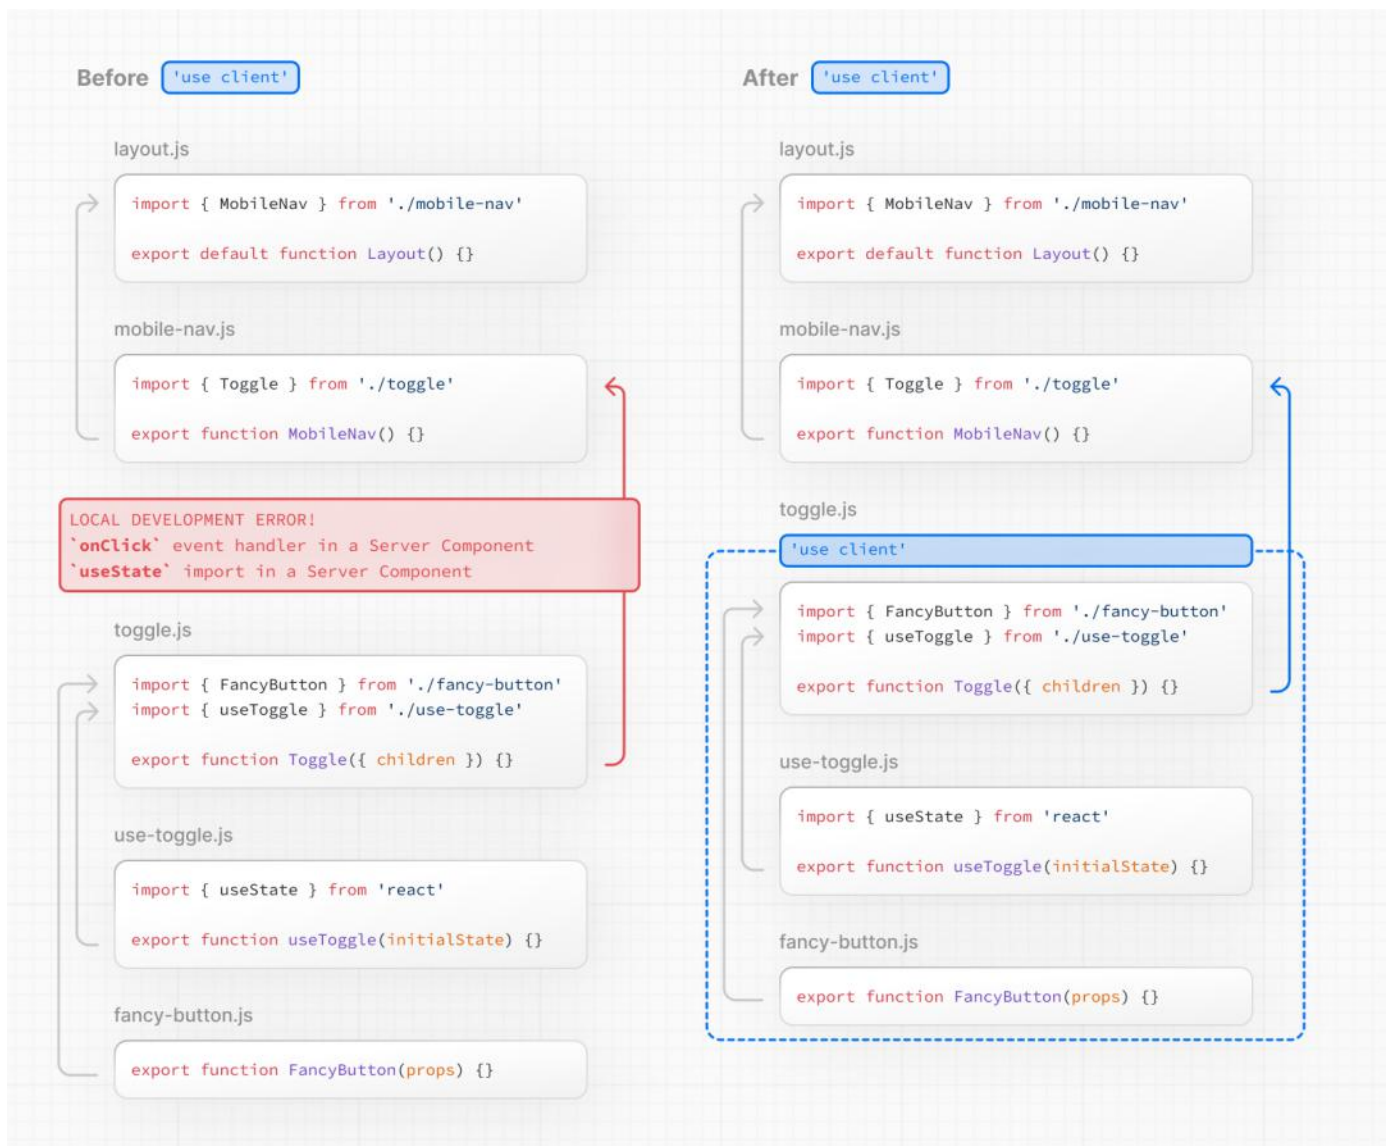 Before 'use client'
layout.js
import { MobileNav } from './mobile-nav'
export default function Layout() {}
mobile-nav.js
import { Toggle } from './toggle'
export function MobileNav() {}
LOCAL DEVELOPMENT ERROR!
`onClick` event handler in a Server Component
`useState` import in a Server Component
toggle.js
import { FancyButton } from './fancy-button'
import { useToggle } from './use-toggle'
export function Toggle({ children }) {}
use-toggle.js
import { useState } from 'react'
export function useToggle(initialState) {}
fancy-button.js
export function FancyButton(props) {}
After 'use client'
layout.js
import { MobileNav } from './mobile-nav'
export default function Layout() {}
mobile-nav.js
import { Toggle } from './toggle'
export function MobileNav() {}
toggle.js
'use client'
import { FancyButton } from './fancy-button'
import { useToggle } from './use-toggle'
export function Toggle({ children }) {}
use-toggle.js
import { useState } from 'react'
export function useToggle(initialState) {}
fancy-button.js
export function FancyButton(props) {}